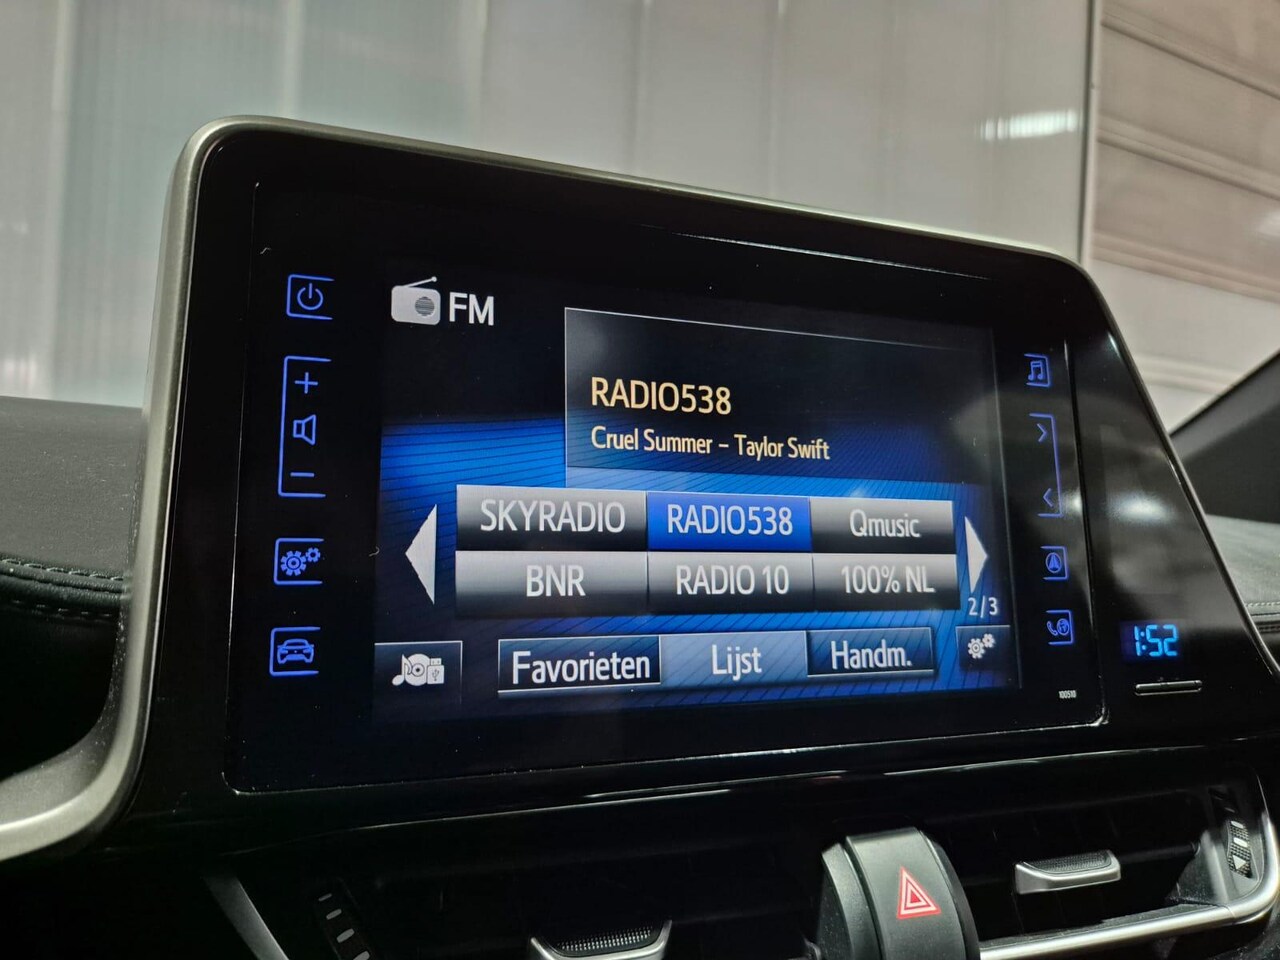 FM
RADIO538
Cruel Summer – Taylor Swift
SKYRADIO RADIO538 Qmusic
BNR RADIO 10 100% NL
2/3
Favorieten Lijst Handm.
1:52
100510